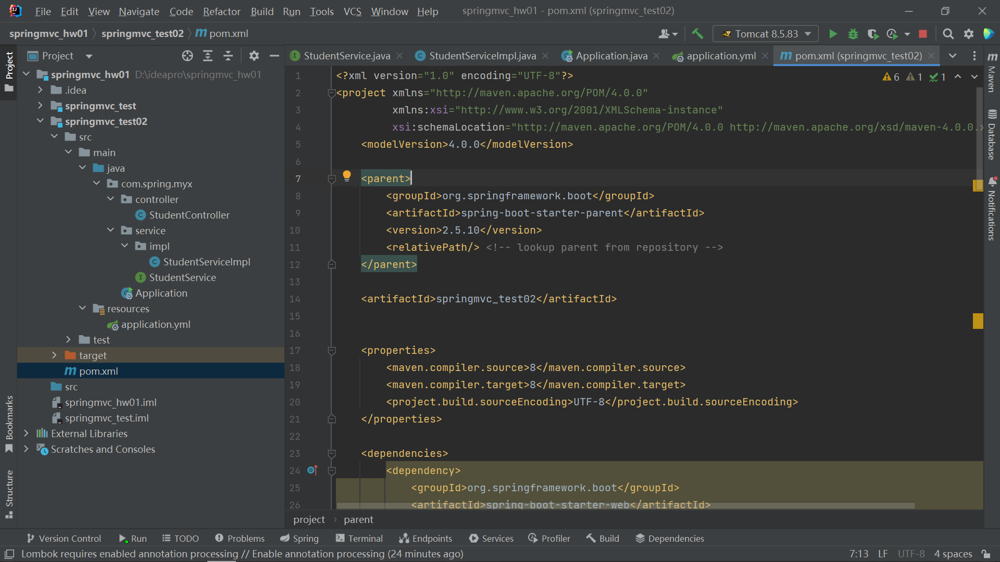 File Edit View Navigate Code Refactor Build Run Tools VCS Window Help springmvc_hw01 - pom.xml (springmvc_test02)
springmvc_hw01 springmvc_test02 pom.xml Tomcat 8.5.83
Project
StudentService.java StudentServiceImpl.java Application.java application.yml pom.xml (springmvc_test02)
Project
Bookmarks
Structure
springmvc_hw01 D:\ideapro\springmvc_hw01
.idea
springmvc_test
springmvc_test02
src
main
java
com.spring.myx
controller
StudentController
service
impl
StudentServiceImpl
StudentService
Application
resources
application.yml
test
target
pom.xml
src
springmvc_hw01.iml
springmvc_test.iml
External Libraries
Scratches and Consoles
6 1 1
1 <?xml version="1.0" encoding="UTF-8"?>
2 <project xmlns="http://maven.apache.org/POM/4.0.0"
3 xmlns:xsi="http://www.w3.org/2001/XMLSchema-instance"
4 xsi:schemaLocation="http://maven.apache.org/POM/4.0.0 http://maven.apache.org/xsd/maven-4.0.0.x
5 <modelVersion>4.0.0</modelVersion>
6
7 <parent>
8 <groupId>org.springframework.boot</groupId>
9 <artifactId>spring-boot-starter-parent</artifactId>
10 <version>2.5.10</version>
11 <relativePath/> <!-- lookup parent from repository -->
12 </parent>
13
14 <artifactId>springmvc_test02</artifactId>
15
16
17 <properties>
18 <maven.compiler.source>8</maven.compiler.source>
19 <maven.compiler.target>8</maven.compiler.target>
20 <project.build.sourceEncoding>UTF-8</project.build.sourceEncoding>
21 </properties>
22
23 <dependencies>
24 <dependency>
25 <groupId>org.springframework.boot</groupId>
26 <artifactId>spring-boot-starter-web</artifactId>
project parent
Maven
Database
Notifications
Version Control Run TODO Problems Spring Terminal Endpoints Services Profiler Build Dependencies
Lombok requires enabled annotation processing // Enable annotation processing (24 minutes ago) 7:13 LF UTF-8 4 spaces